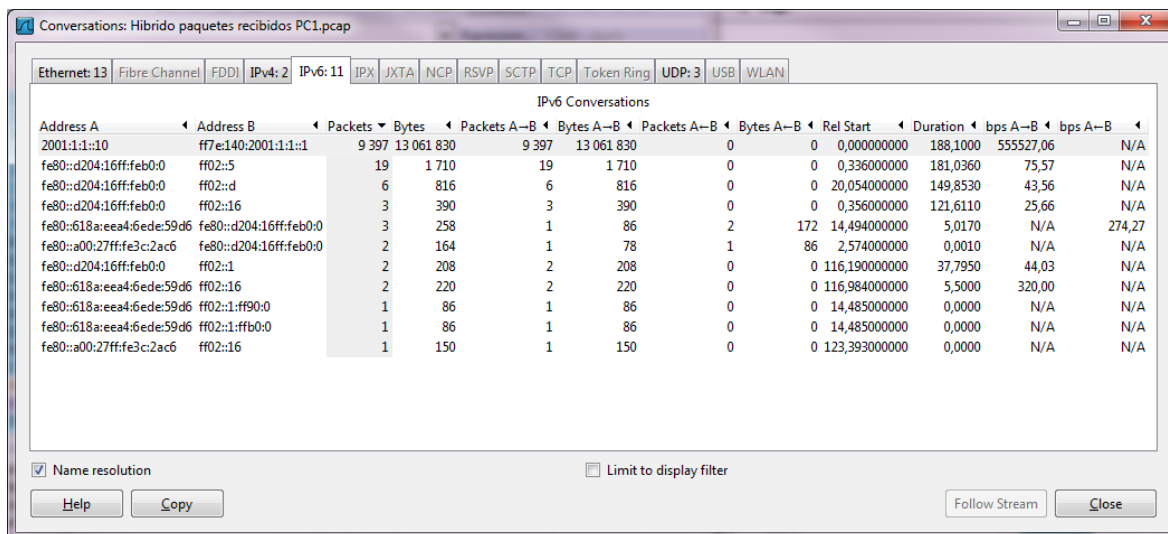 Conversations: Hibrido paquetes recibidos PC1.pcap
Ethernet: 13 Fibre Channel FDDI IPv4: 2 IPv6: 11 IPX JXTA NCP RSVP SCTP TCP Token Ring UDP: 3 USB WLAN
IPv6 Conversations
Address A Address B Packets Bytes Packets A→B Bytes A→B Packets A←B Bytes A←B Rel Start Duration bps A→B bps A←B
2001:1:1::10 ff7e:140:2001:1:1::1 9 397 13 061 830 9 397 13 061 830 0 0 0,000000000 188,1000 555527,06 N/A
fe80::d204:16ff:feb0:0 ff02::5 19 1 710 19 1 710 0 0 0,336000000 181,0360 75,57 N/A
fe80::d204:16ff:feb0:0 ff02::d 6 816 6 816 0 0 20,054000000 149,8530 43,56 N/A
fe80::d204:16ff:feb0:0 ff02::16 3 390 3 390 0 0 0,356000000 121,6110 25,66 N/A
fe80::618a:eea4:6ede:59d6 fe80::d204:16ff:feb0:0 3 258 1 86 2 172 14,494000000 5,0170 N/A 274,27
fe80::a00:27ff:fe3c:2ac6 fe80::d204:16ff:feb0:0 2 164 1 78 1 86 2,574000000 0,0010 N/A N/A
fe80::d204:16ff:feb0:0 ff02::1 2 208 2 208 0 0 116,190000000 37,7950 44,03 N/A
fe80::618a:eea4:6ede:59d6 ff02::16 2 220 2 220 0 0 116,984000000 5,5000 320,00 N/A
fe80::618a:eea4:6ede:59d6 ff02::1:ff90:0 1 86 1 86 0 0 14,485000000 0,0000 N/A N/A
fe80::618a:eea4:6ede:59d6 ff02::1:ffb0:0 1 86 1 86 0 0 14,485000000 0,0000 N/A N/A
fe80::a00:27ff:fe3c:2ac6 ff02::16 1 150 1 150 0 0 123,393000000 0,0000 N/A N/A
Name resolution Limit to display filter
Help Copy Follow Stream Close